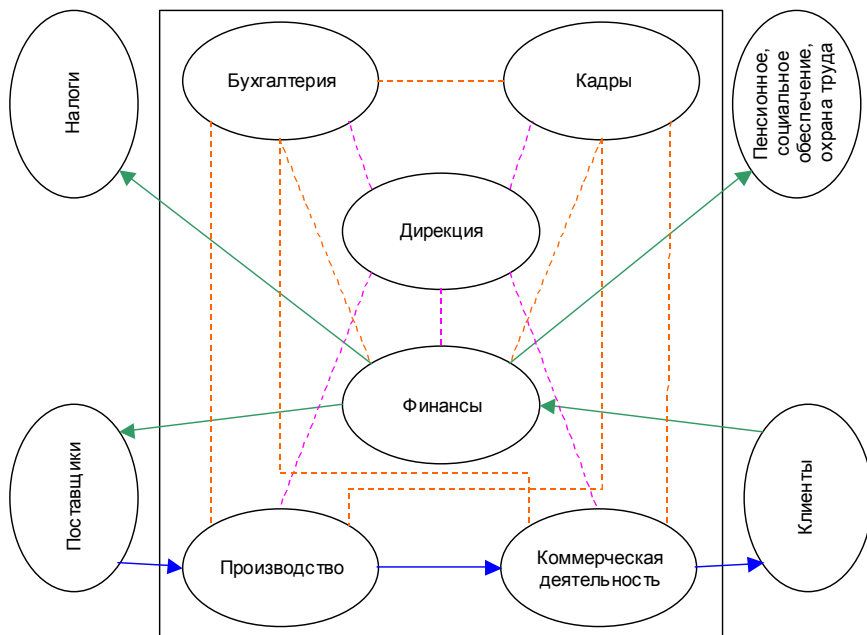 Налоги
Бухгалтерия
Кадры
Пенсионное,
социальное
обеспечение,
охрана труда
Дирекция
Финансы
Поставщики
Клиенты
Производство
Коммерческая
деятельность